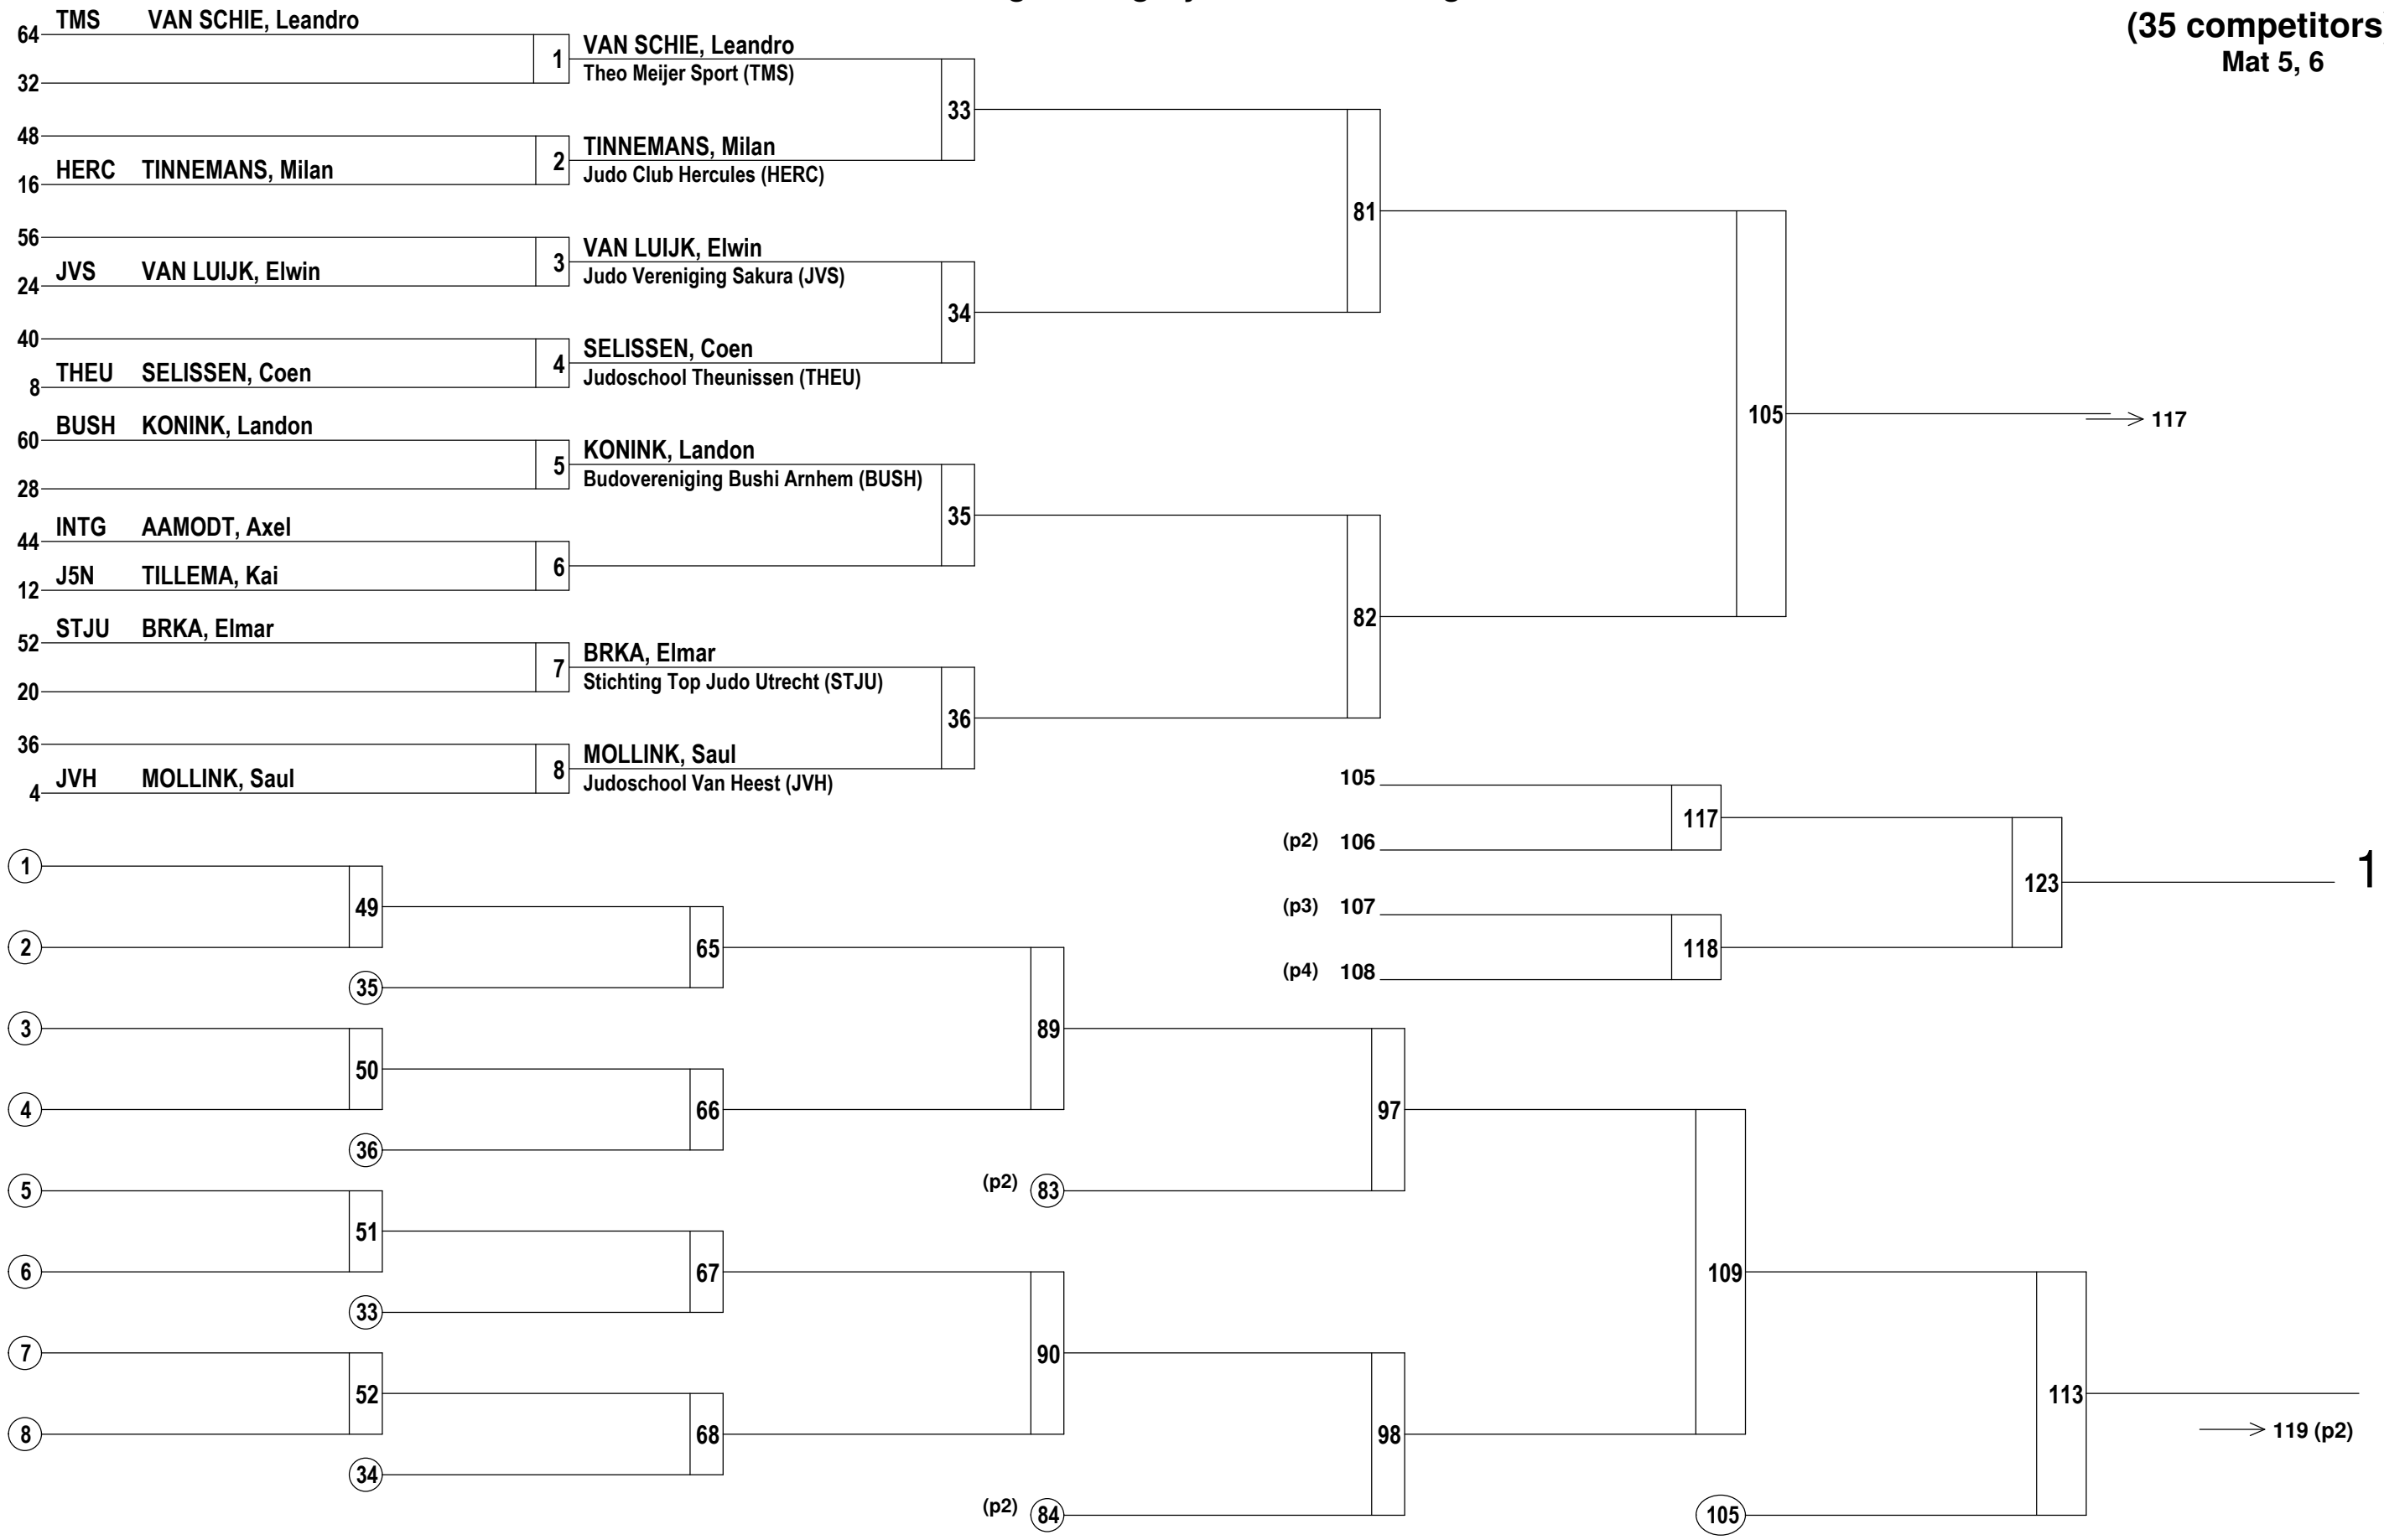 (35 competitors)
Mat 5, 6
64 TMS VAN SCHIE, Leandro
32
1 VAN SCHIE, Leandro
Theo Meijer Sport (TMS)
33
48
16 HERC TINNEMANS, Milan
2 TINNEMANS, Milan
Judo Club Hercules (HERC)
81
56
24 JVS VAN LUIJK, Elwin
3 VAN LUIJK, Elwin
Judo Vereniging Sakura (JVS)
34
40
8 THEU SELISSEN, Coen
4 SELISSEN, Coen
Judoschool Theunissen (THEU)
105
117
60 BUSH KONINK, Landon
28
5 KONINK, Landon
Budovereniging Bushi Arnhem (BUSH)
35
44 INTG AAMODT, Axel
12 J5N TILLEMA, Kai
6
82
52 STJU BRKA, Elmar
20
7 BRKA, Elmar
Stichting Top Judo Utrecht (STJU)
36
36
4 JVH MOLLINK, Saul
8 MOLLINK, Saul
Judoschool Van Heest (JVH)
105
117
(p2) 106
123
1
(p3) 107
118
(p4) 108
1
49
2
65
35
3
89
50
4
66
36
97
(p2) 83
5
51
6
67
33
109
7
90
52
8
68
34
98
(p2) 84
113
119 (p2)
105